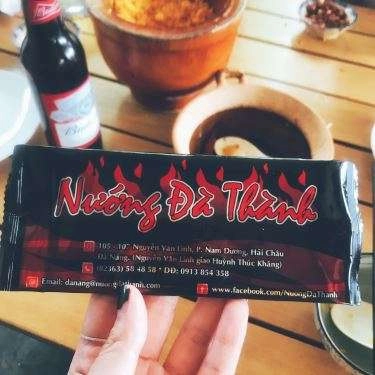 Nướng Đà Thành
105 - 107 Nguyễn Văn Linh, P. Nam Dương, Hải Châu
Đà Nẵng. (Nguyễn Văn Linh giao Huỳnh Thúc Kháng)
(02363) 58 48 58 * DĐ: 0913 854 358
Email: danang@nuongdathanh.com
www.facebook.com/NuongDaThanh